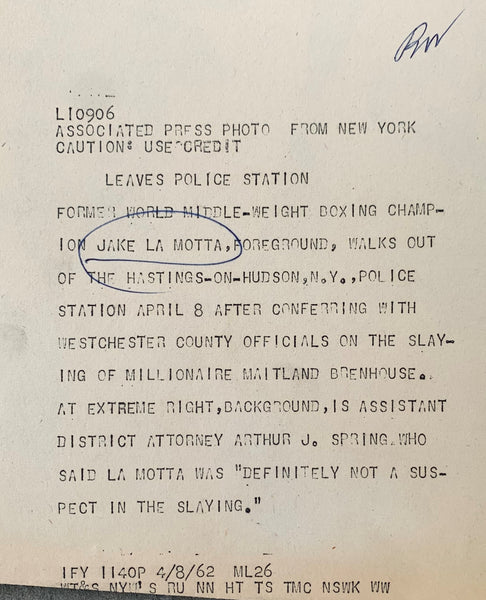 LI0906
ASSOCIATED PRESS PHOTO FROM NEW YORK
CAUTION: USE CREDIT
LEAVES POLICE STATION
FORMER WORLD MIDDLE-WEIGHT BOXING CHAMP-
ION JAKE LA MOTTA, FOREGROUND, WALKS OUT
OF THE HASTINGS-ON-HUDSON,N.Y.,POLICE
STATION APRIL 8 AFTER CONFERRING WITH
WESTCHESTER COUNTY OFFICIALS ON THE SLAY-
ING OF MILLIONAIRE MAITLAND BRENHOUSE.
AT EXTREME RIGHT,BACKGROUND,IS ASSISTANT
DISTRICT ATTORNEY ARTHUR J. SPRING.WHO
SAID LA MOTTA WAS "DEFINITELY NOT A SUS-
PECT IN THE SLAYING."
IFY 1140P 4/8/62 ML26
NYW S RU NN HT TS TMC NSWK WW